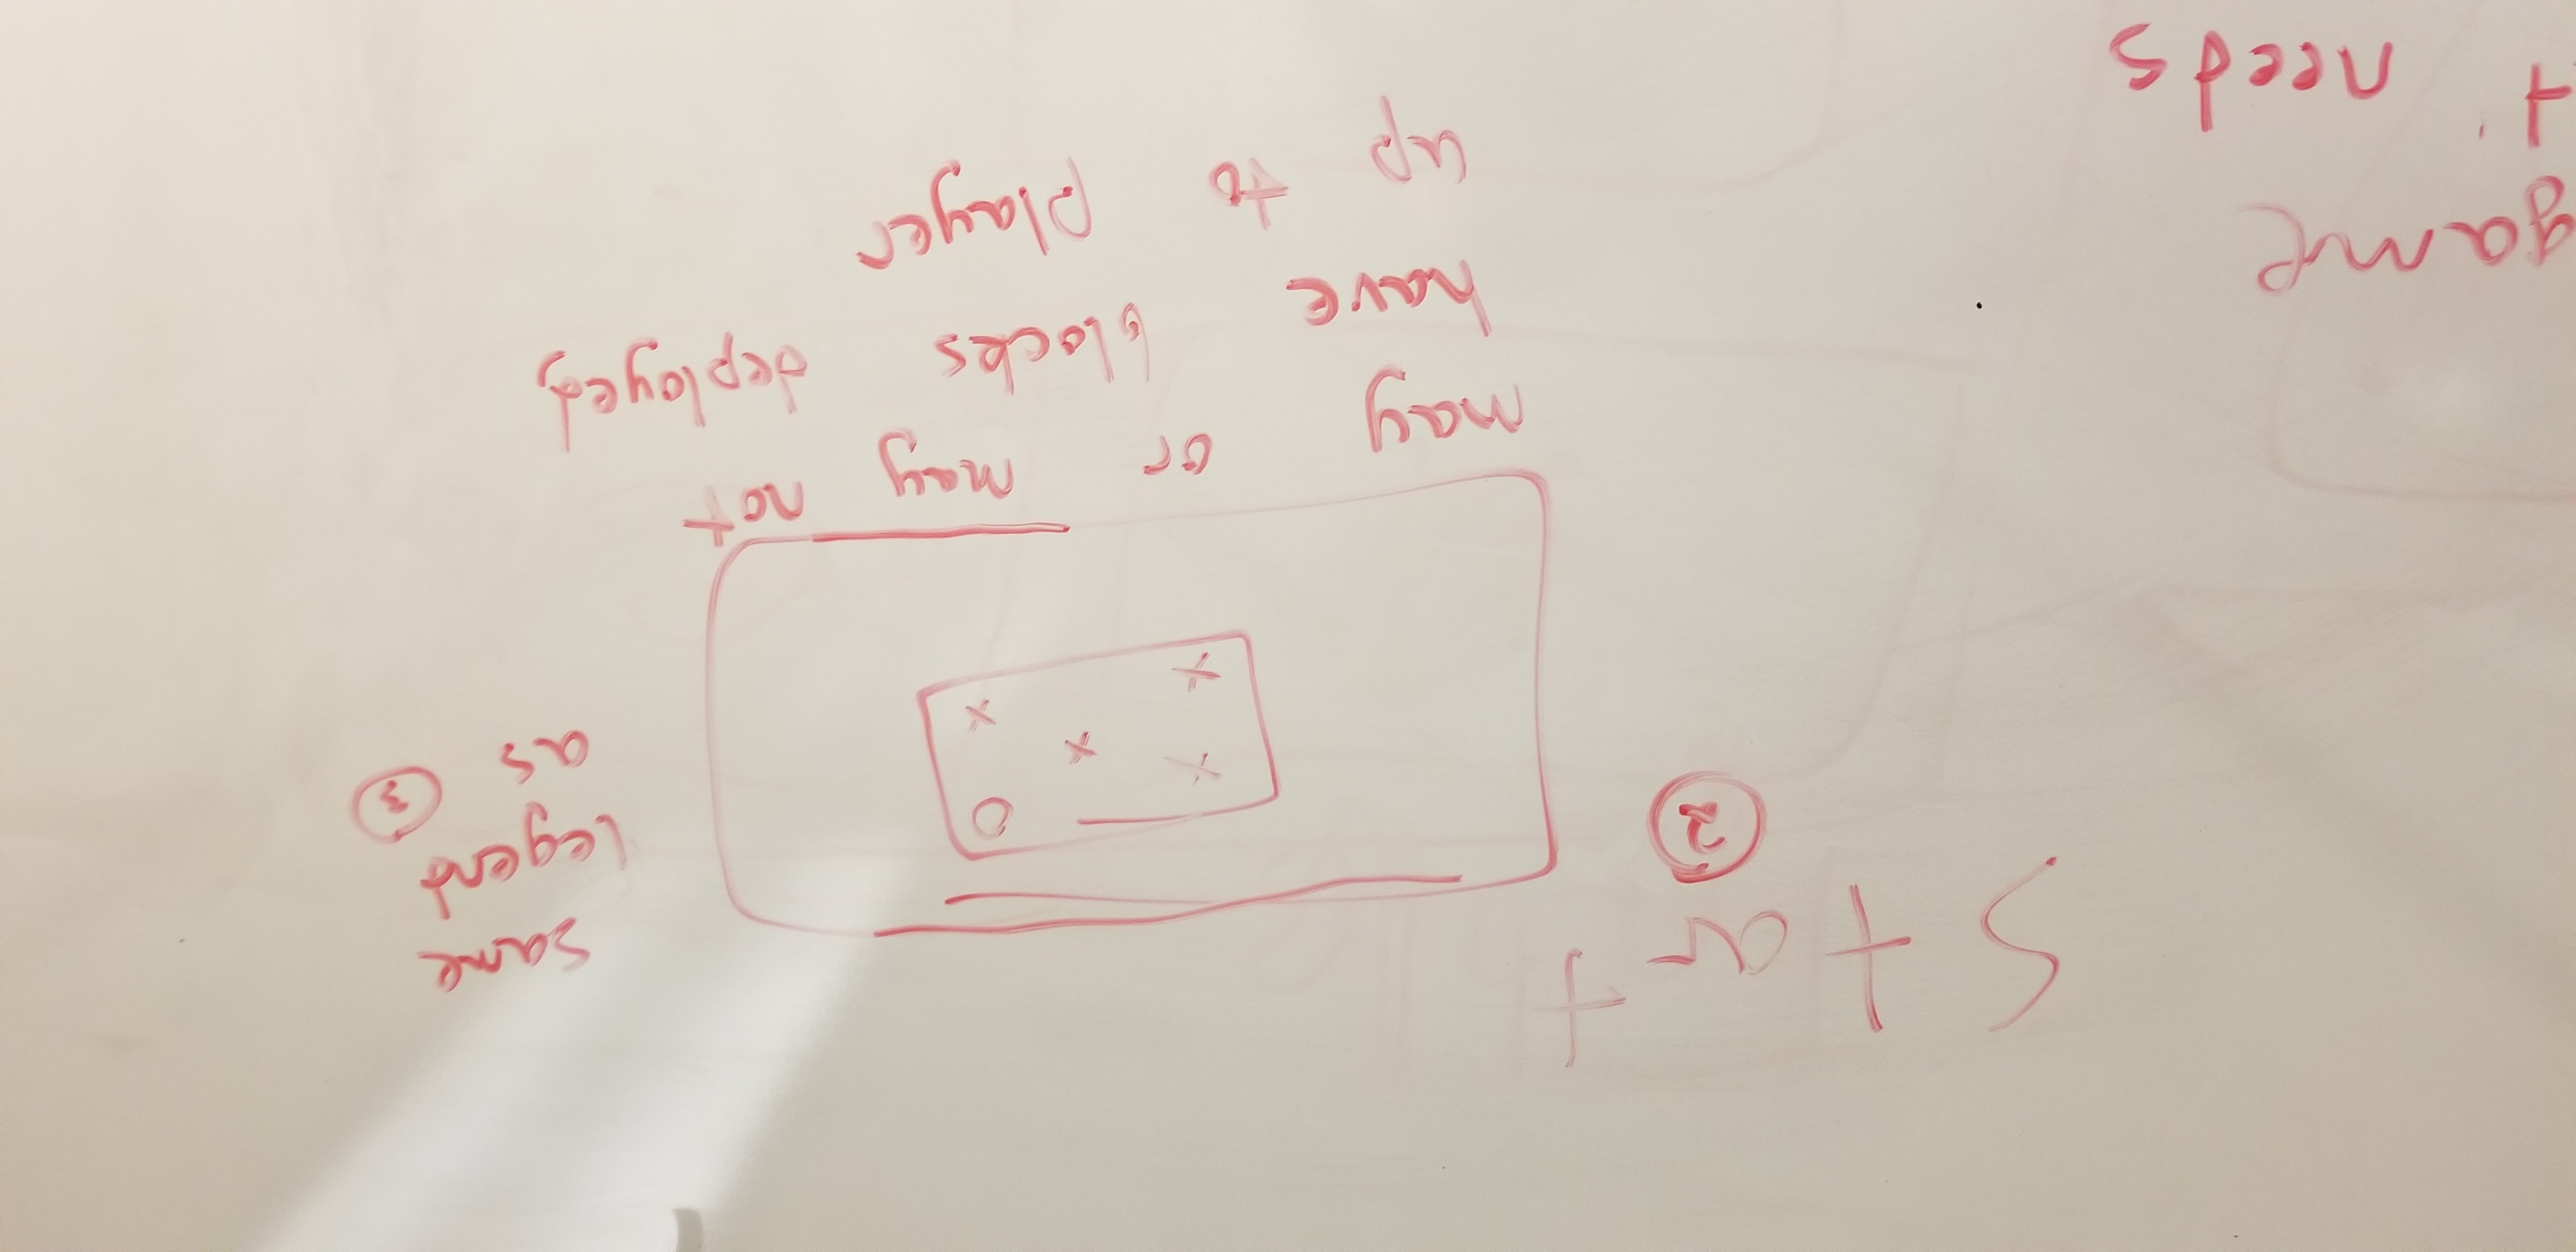 Start
2
same
legend
as 3
O
x
x
x
x
may or may not
have blocks deployed,
up to player
game
t' needs